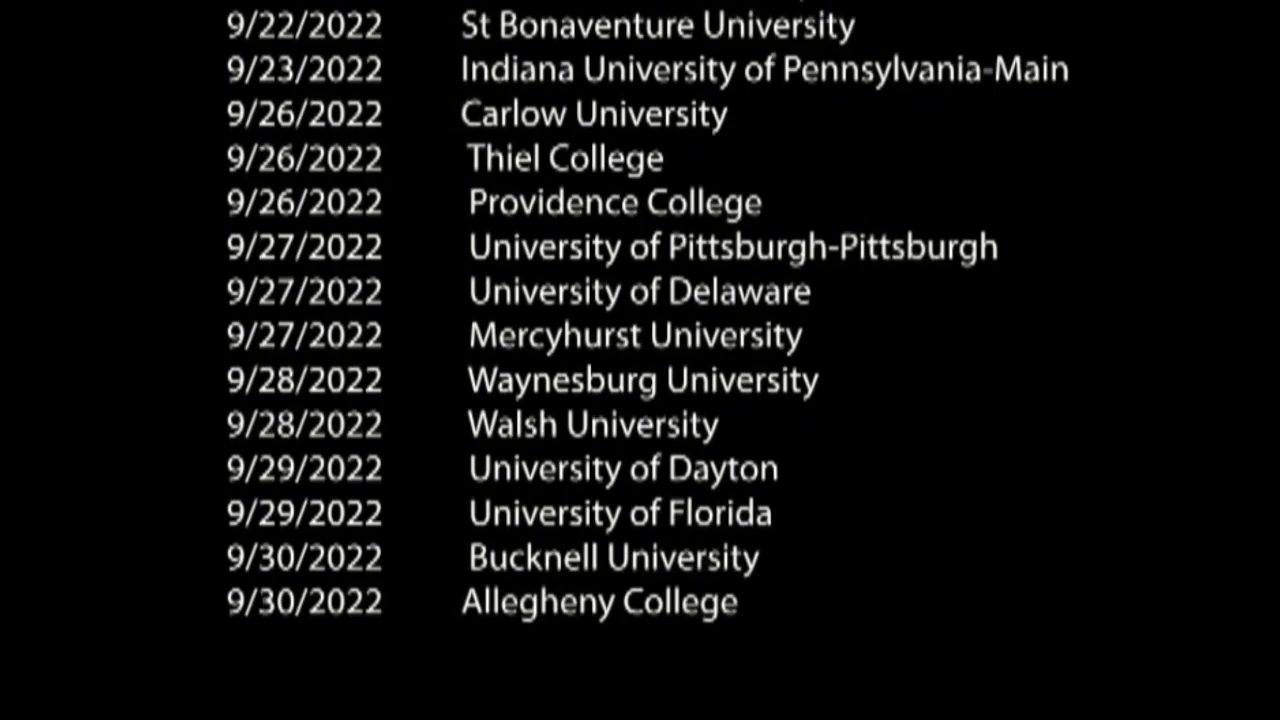 9/22/2022 St Bonaventure University
9/23/2022 Indiana University of Pennsylvania-Main
9/26/2022 Carlow University
9/26/2022 Thiel College
9/26/2022 Providence College
9/27/2022 University of Pittsburgh-Pittsburgh
9/27/2022 University of Delaware
9/27/2022 Mercyhurst University
9/28/2022 Waynesburg University
9/28/2022 Walsh University
9/29/2022 University of Dayton
9/29/2022 University of Florida
9/30/2022 Bucknell University
9/30/2022 Allegheny College